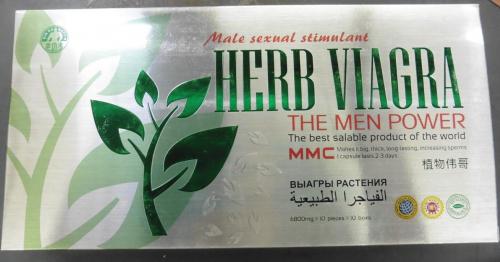 Male sexual stimulant
HERB VIAGRA
THE MEN POWER
The best salable product of the world
MMC Makes it big, thick, long lasting, increasing sperms
1 capsule lasts 2-3 days
植物伟哥
ВЫАГРЫ РАСТЕНИЯ
الفياجرا الطبيعية
6800mg×10 pieces×10 boxes